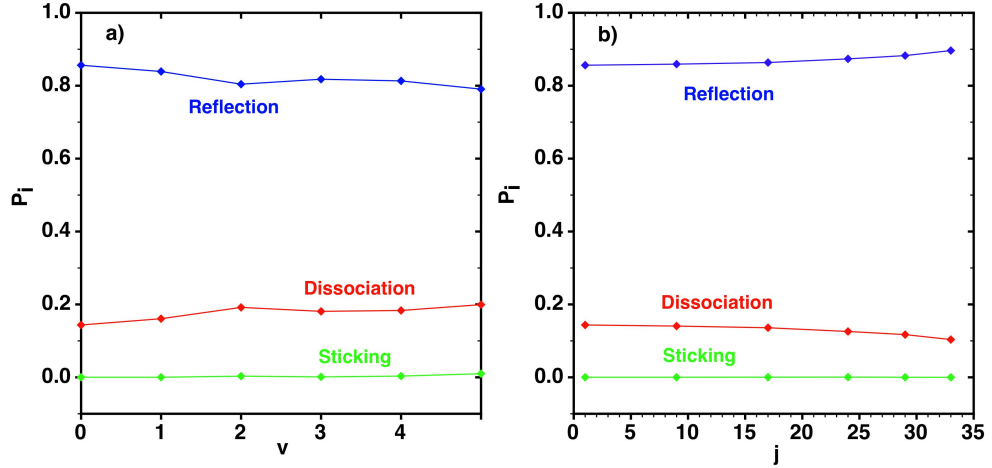 a)
1.0
0.8
0.6
0.4
0.2
0.0
Pi
Reflection
Dissociation
Sticking
0 1 2 3 4
v
b)
1.0
0.8
0.6
0.4
0.2
0.0
Pi
Reflection
Dissociation
Sticking
0 5 10 15 20 25 30 35
j